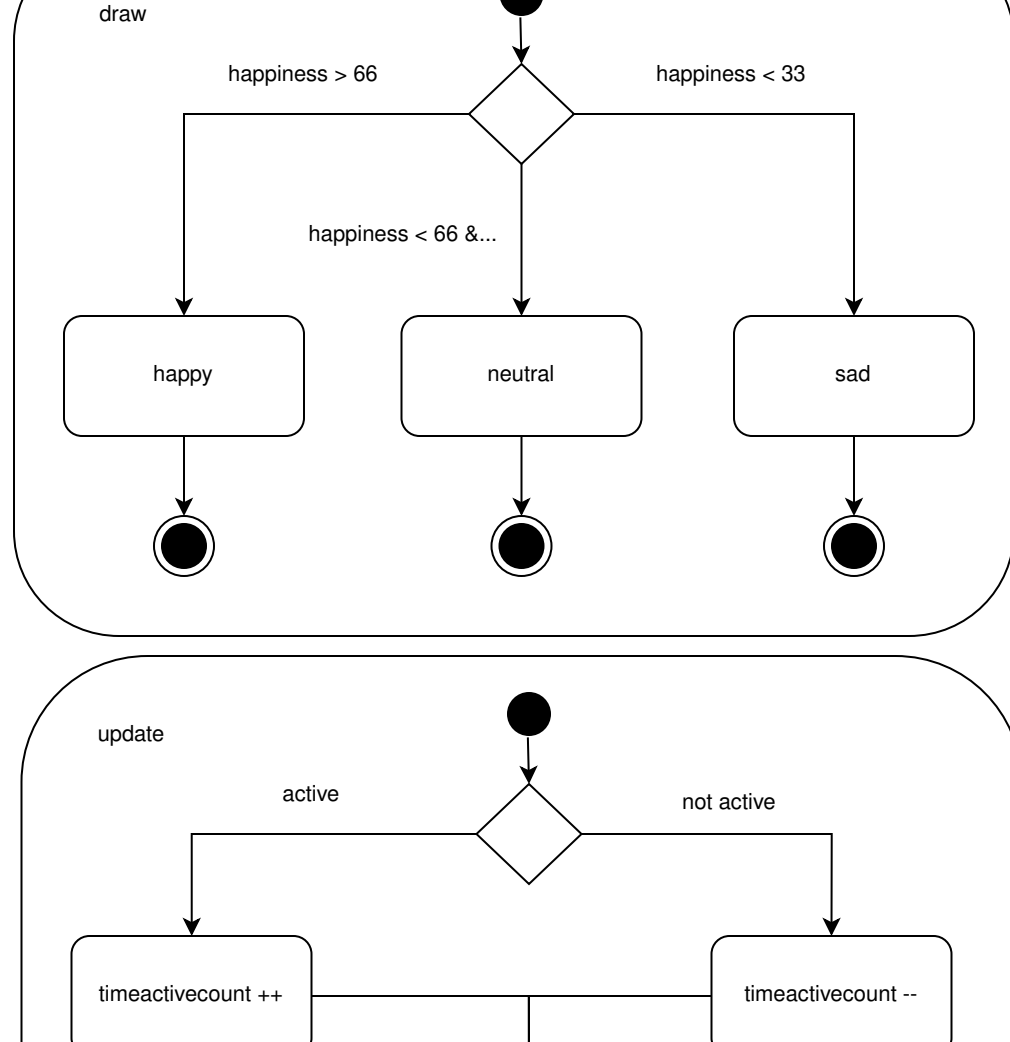 draw
happiness > 66
happiness < 33
happiness < 66 &...
happy
neutral
sad
update
active
not active
timeactivecount ++
timeactivecount --